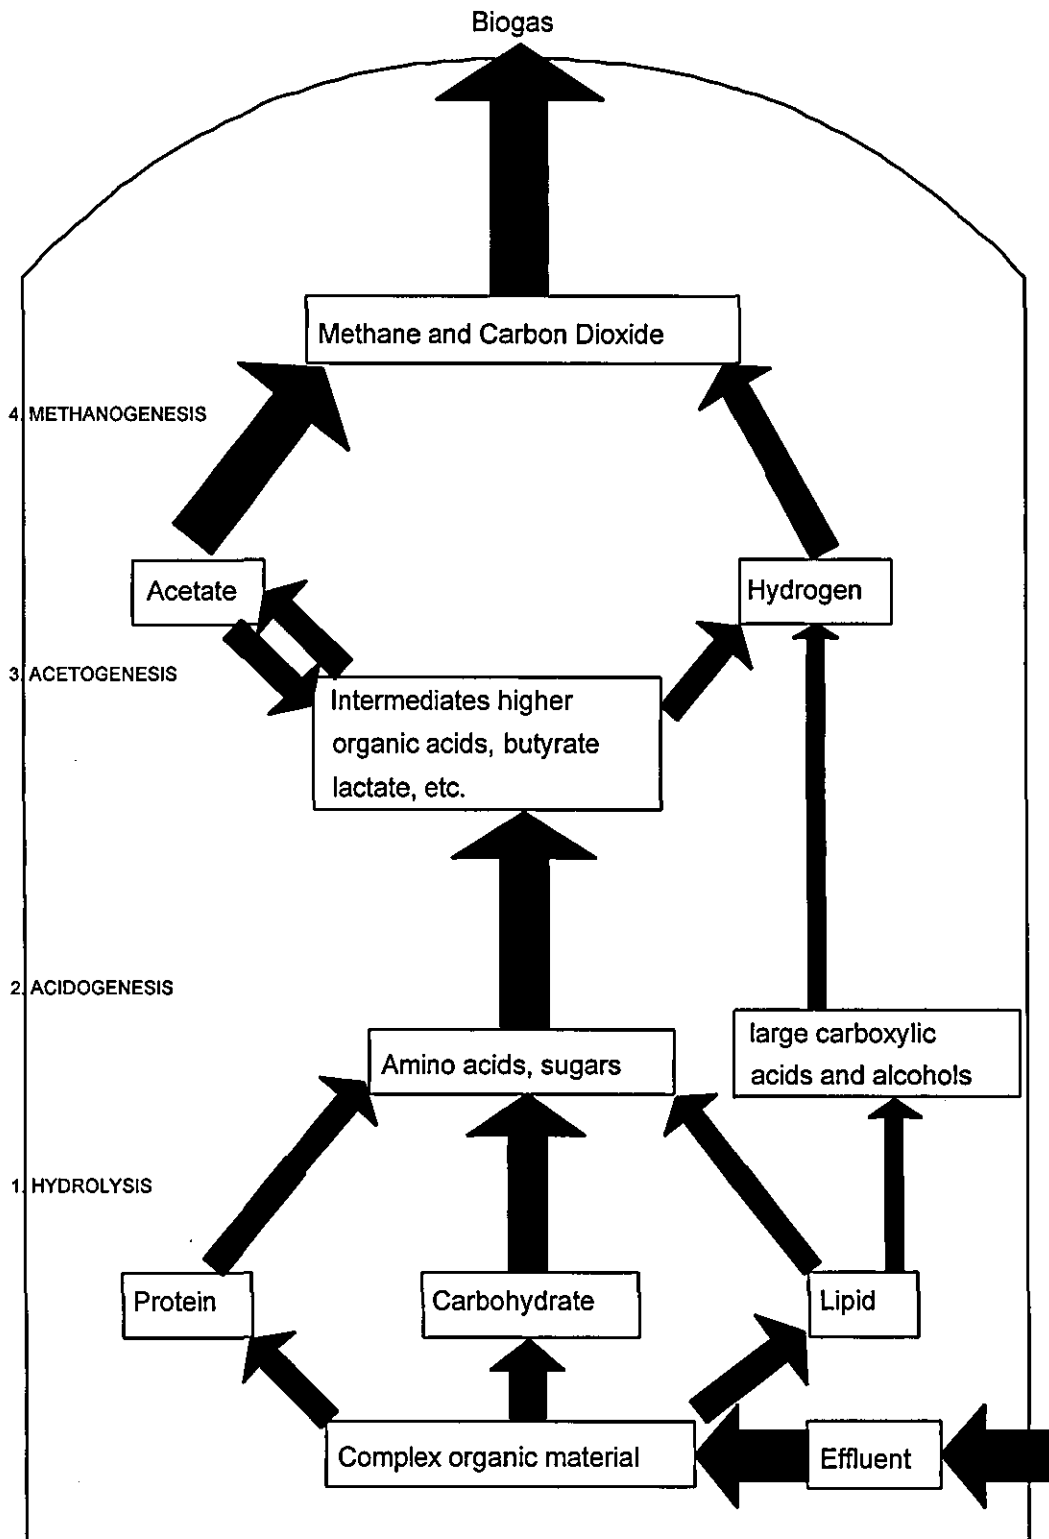 Biogas
Methane and Carbon Dioxide
4. METHANOGENESIS
Acetate
Hydrogen
3. ACETOGENESIS
Intermediates higher
organic acids, butyrate
lactate, etc.
2. ACIDOGENESIS
Amino acids, sugars
large carboxylic
acids and alcohols
1. HYDROLYSIS
Protein
Carbohydrate
Lipid
Complex organic material
Effluent